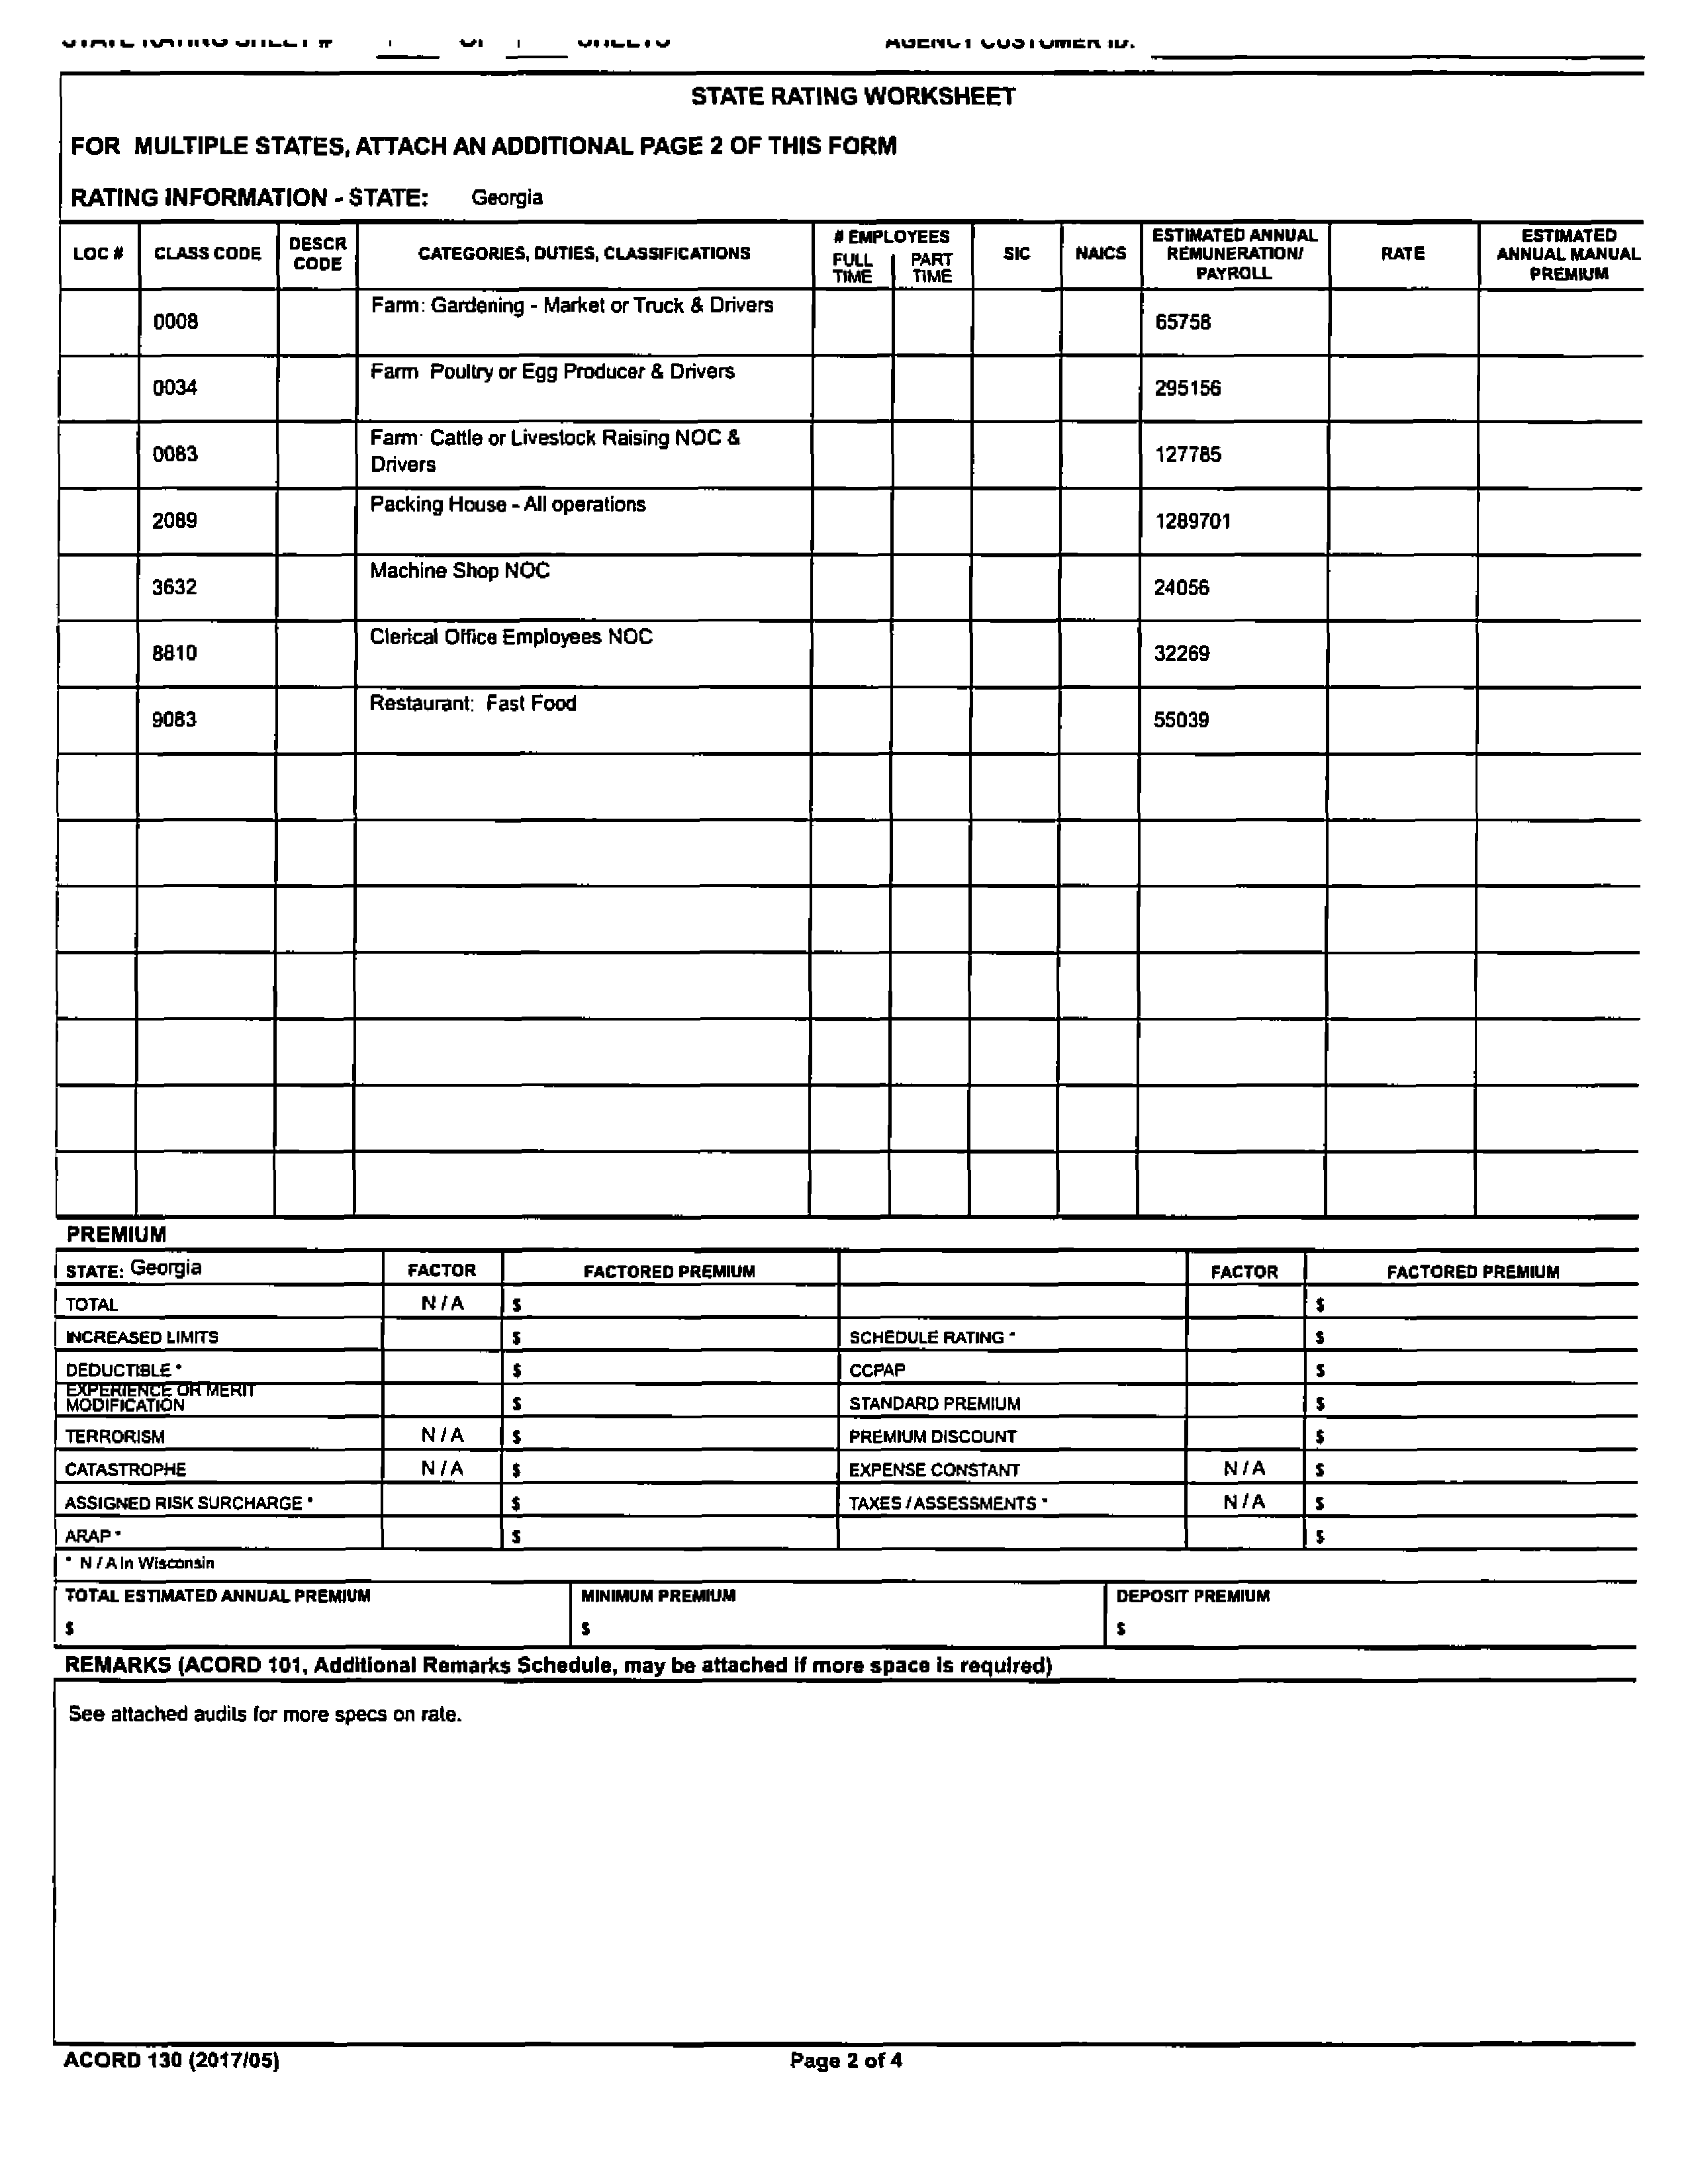 STATE RATING SHEET # 1 OF 1 SHEETS AGENCY CUSTOMER ID:
STATE RATING WORKSHEET
FOR MULTIPLE STATES, ATTACH AN ADDITIONAL PAGE 2 OF THIS FORM
RATING INFORMATION - STATE: Georgia
LOC # CLASS CODE DESCR CODE CATEGORIES, DUTIES, CLASSIFICATIONS # EMPLOYEES FULL TIME PART TIME SIC NAICS ESTIMATED ANNUAL REMUNERATION/ PAYROLL RATE ESTIMATED ANNUAL MANUAL PREMIUM
0008 Farm: Gardening - Market or Truck & Drivers 65758
0034 Farm Poultry or Egg Producer & Drivers 295156
0083 Farm: Cattle or Livestock Raising NOC & Drivers 127785
2089 Packing House - All operations 1289701
3632 Machine Shop NOC 24056
8810 Clerical Office Employees NOC 32269
9083 Restaurant: Fast Food 55039
PREMIUM
STATE: Georgia FACTOR FACTORED PREMIUM FACTOR FACTORED PREMIUM
TOTAL N / A $ $
INCREASED LIMITS $ SCHEDULE RATING * $
DEDUCTIBLE * $ CCPAP $
EXPERIENCE OR MERIT MODIFICATION $ STANDARD PREMIUM $
TERRORISM N / A $ PREMIUM DISCOUNT $
CATASTROPHE N / A $ EXPENSE CONSTANT N / A $
ASSIGNED RISK SURCHARGE * $ TAXES / ASSESSMENTS * N / A $
ARAP * $ $
* N / A In Wisconsin
TOTAL ESTIMATED ANNUAL PREMIUM MINIMUM PREMIUM DEPOSIT PREMIUM
$ $ $
REMARKS (ACORD 101, Additional Remarks Schedule, may be attached if more space is required)
See attached audits for more specs on rate.
ACORD 130 (2017/05) Page 2 of 4